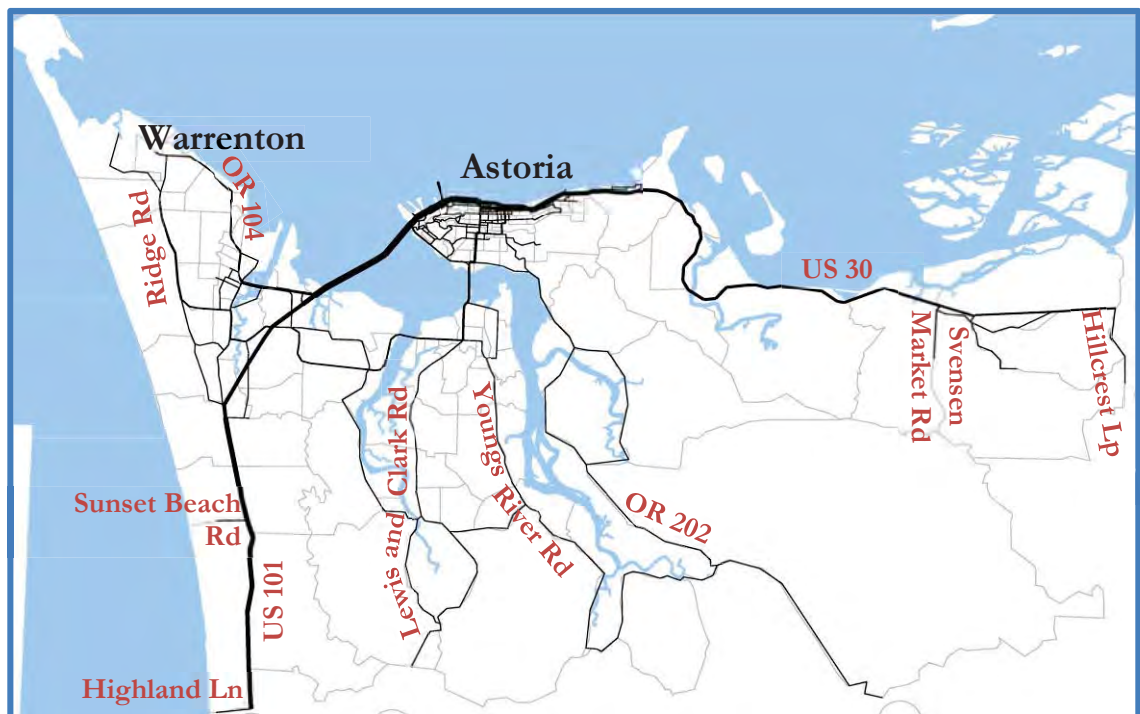 Warrenton
Astoria
OR 104
Ridge Rd
US 30
Market Rd
Svensen
Hillcrest Lp
Lewis and Clark Rd
Youngs River Rd
OR 202
Sunset Beach
Rd
US 101
Highland Ln